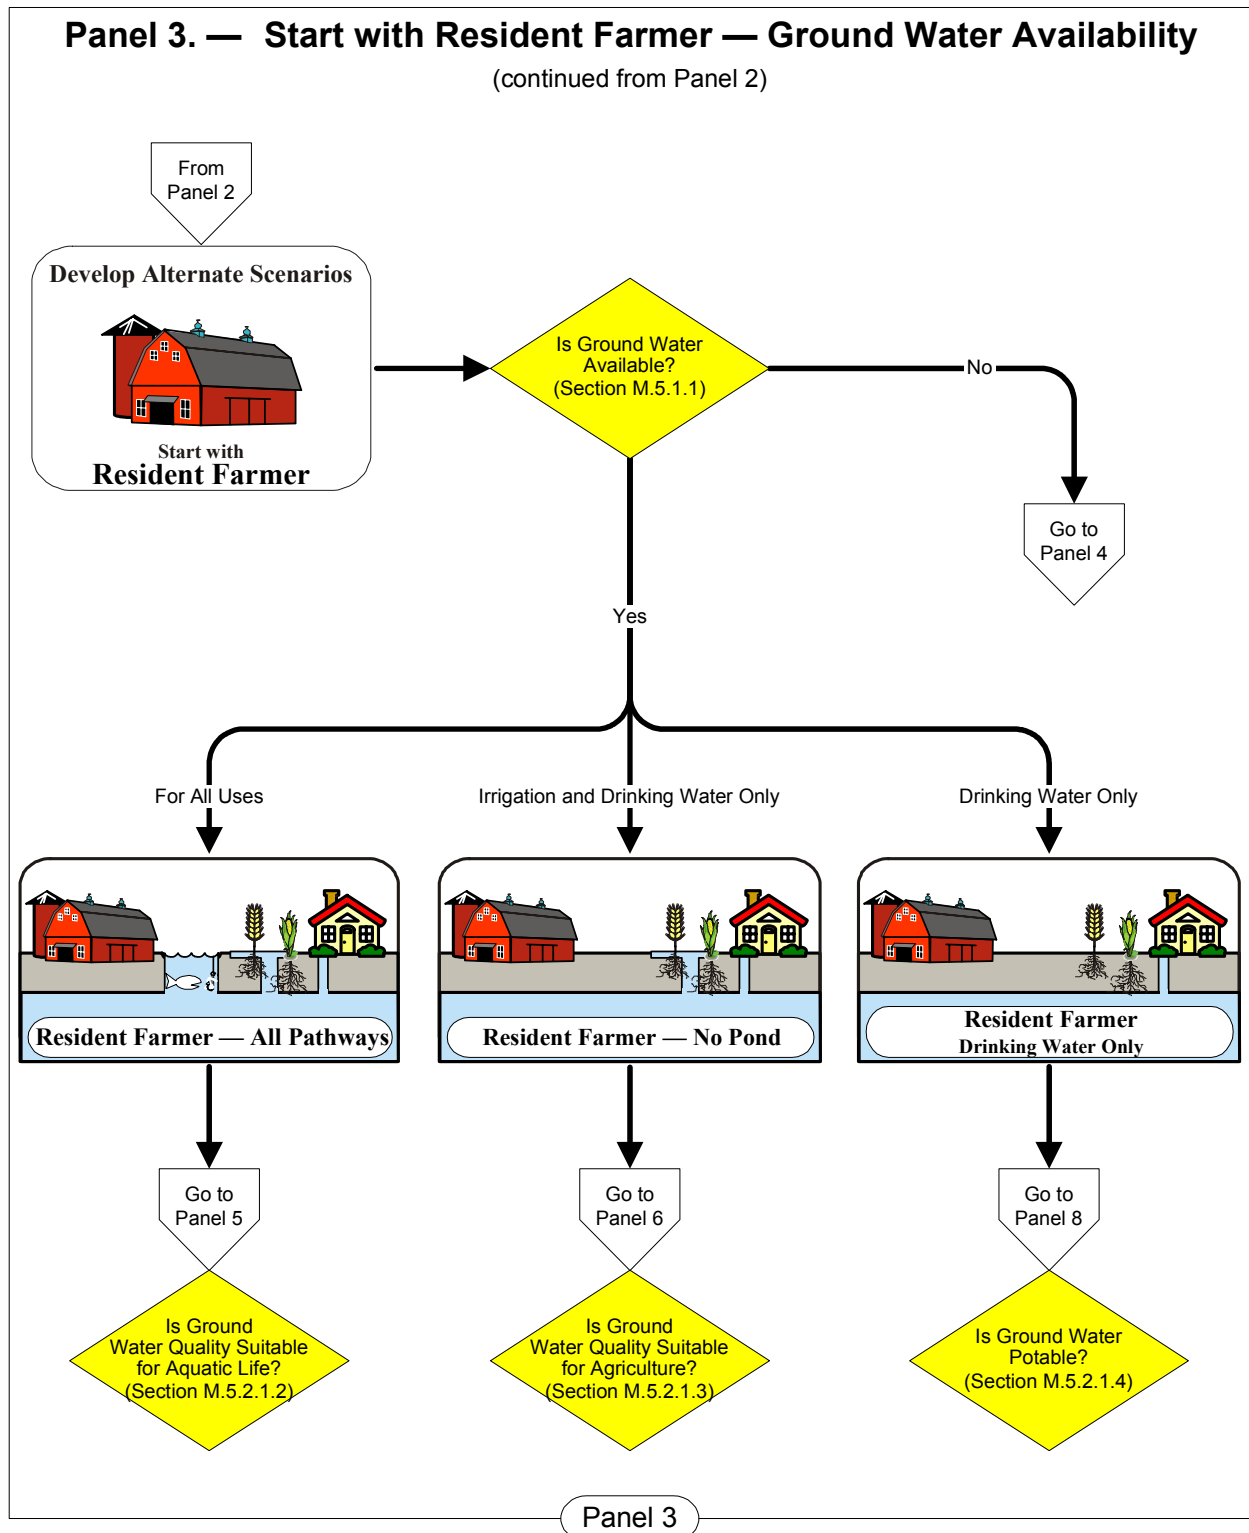 Panel 3. — Start with Resident Farmer — Ground Water Availability
(continued from Panel 2)
From
Panel 2
Develop Alternate Scenarios
Start with
Resident Farmer
Is Ground Water
Available?
(Section M.5.1.1)
No
Go to
Panel 4
Yes
For All Uses
Irrigation and Drinking Water Only
Drinking Water Only
Resident Farmer — All Pathways
Resident Farmer — No Pond
Resident Farmer
Drinking Water Only
Go to
Panel 5
Go to
Panel 6
Go to
Panel 8
Is Ground
Water Quality Suitable
for Aquatic Life?
(Section M.5.2.1.2)
Is Ground
Water Quality Suitable
for Agriculture?
(Section M.5.2.1.3)
Is Ground Water
Potable?
(Section M.5.2.1.4)
Panel 3